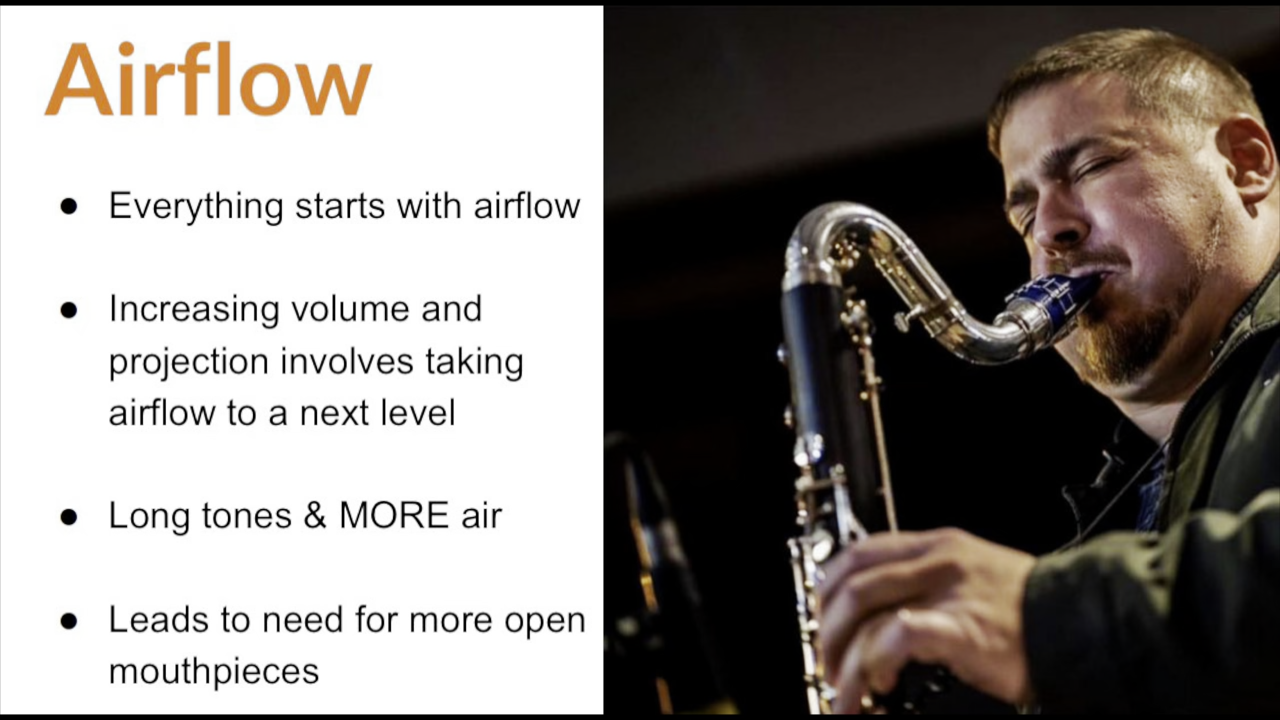 Airflow
● Everything starts with airflow
● Increasing volume and
projection involves taking
airflow to a next level
● Long tones & MORE air
● Leads to need for more open
mouthpieces